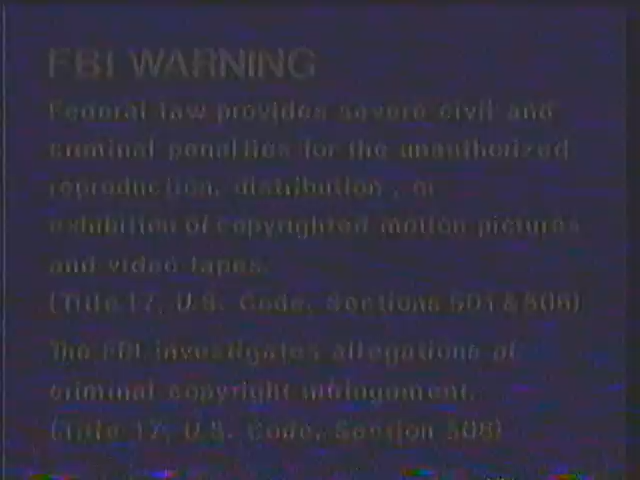 FBI WARNING
Federal law provides severe civil and
criminal penalties for the unauthorized
reproduction, distribution, or
exhibition of copyrighted motion pictures
and video tapes.
(Title 17, U.S. Code, Sections 501 & 506)
The FBI investigates allegations of
criminal copyright infringement.
(Title 17, U.S. Code, Section 506)